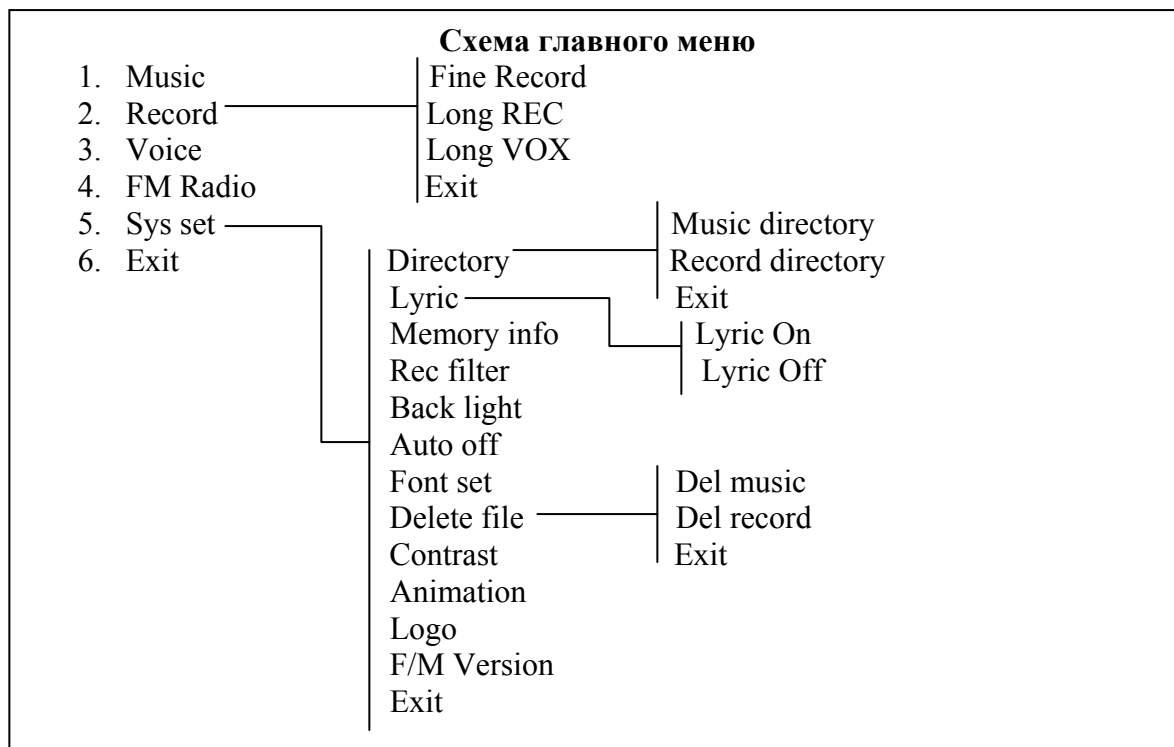 Схема главного меню
1. Music Fine Record
2. Record Long REC
3. Voice Long VOX
4. FM Radio Exit
5. Sys set Music directory
6. Exit Directory Record directory
Lyric Exit
Memory info Lyric On
Rec filter Lyric Off
Back light
Auto off
Font set Del music
Delete file Del record
Contrast Exit
Animation
Logo
F/M Version
Exit